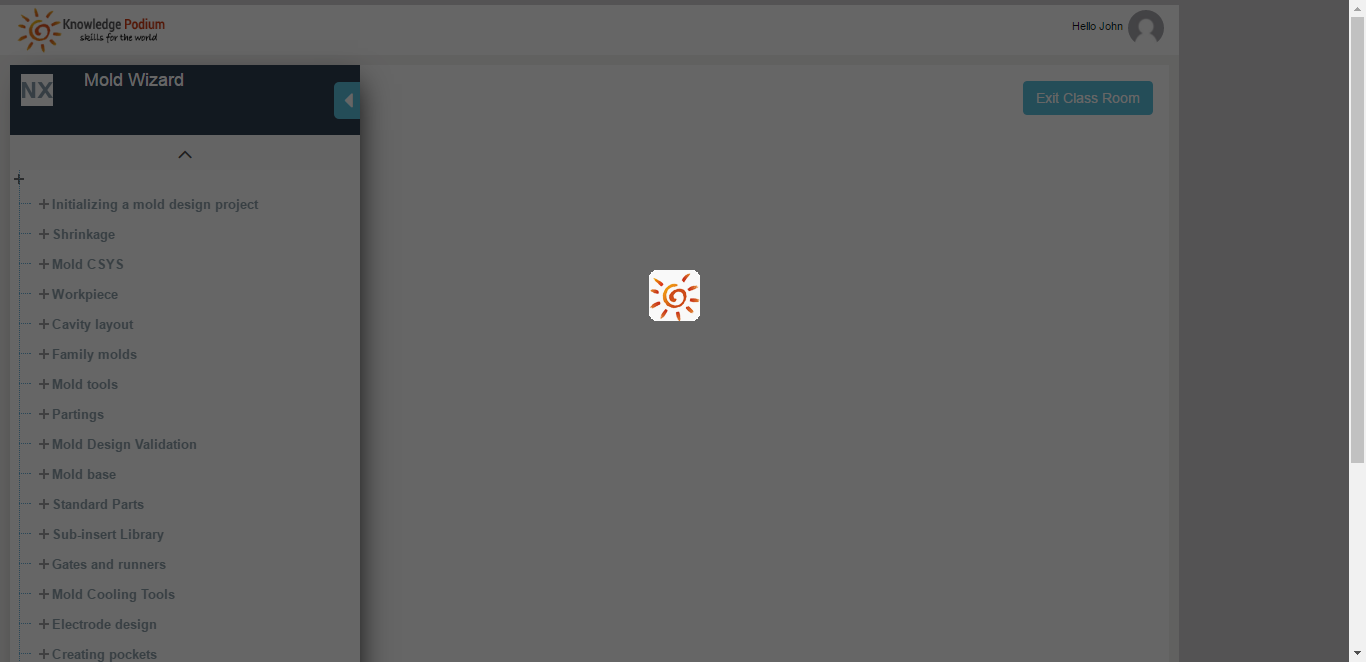 Knowledge Podium
skills for the world
Hello John
NX
Mold Wizard
Exit Class Room
Initializing a mold design project
Shrinkage
Mold CSYS
Workpiece
Cavity layout
Family molds
Mold tools
Partings
Mold Design Validation
Mold base
Standard Parts
Sub-insert Library
Gates and runners
Mold Cooling Tools
Electrode design
Creating pockets